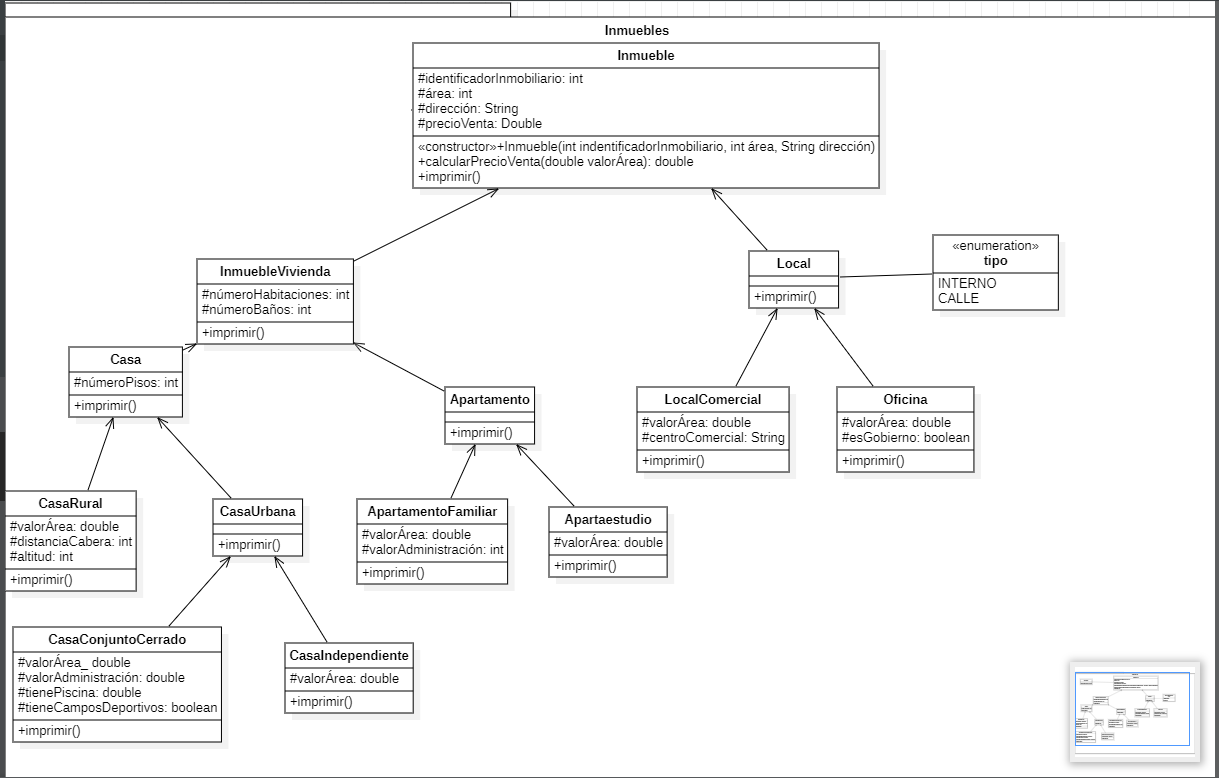 Inmuebles
Inmueble
#identificadorInmobiliario: int
#área: int
#dirección: String
#precioVenta: Double
«constructor»+Inmueble(int indentificadorInmobiliario, int área, String dirección)
+calcularPrecioVenta(double valorÁrea): double
+imprimir()
InmuebleVivienda
#númeroHabitaciones: int
#númeroBaños: int
+imprimir()
Local
+imprimir()
«enumeration»
tipo
INTERNO
CALLE
Casa
#númeroPisos: int
+imprimir()
Apartamento
+imprimir()
LocalComercial
#valorÁrea: double
#centroComercial: String
+imprimir()
Oficina
#valorÁrea: double
#esGobierno: boolean
+imprimir()
CasaRural
#valorÁrea: double
#distanciaCabera: int
#altitud: int
+imprimir()
CasaUrbana
+imprimir()
ApartamentoFamiliar
#valorÁrea: double
#valorAdministración: int
+imprimir()
Apartaestudio
#valorÁrea: double
+imprimir()
CasaConjuntoCerrado
#valorÁrea_ double
#valorAdministración: double
#tienePiscina: double
#tieneCamposDeportivos: boolean
+imprimir()
CasaIndependiente
#valorÁrea: double
+imprimir()